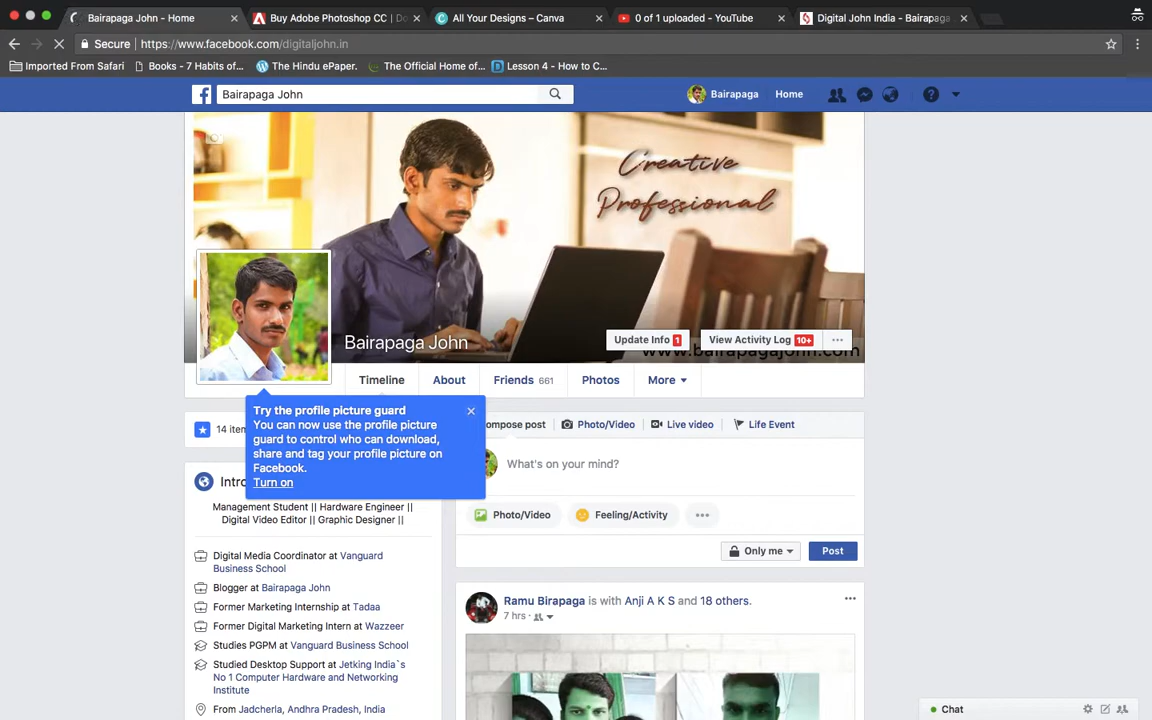 Bairapaga John - Home
Buy Adobe Photoshop CC | Do
All Your Designs – Canva
0 of 1 uploaded - YouTube
Digital John India - Bairapaga
Secure
https://www.facebook.com/digitaljohn.in
Imported From Safari
Books - 7 Habits of...
The Hindu ePaper.
The Official Home of...
Lesson 4 - How to C...
Bairapaga John
Bairapaga
Home
Creative
Professional
Bairapaga John
Update Info 1
View Activity Log 10+
www.bairapagajohn.com
Timeline
About
Friends 661
Photos
More
Try the profile picture guard
You can now use the profile picture
guard to control who can download,
share and tag your profile picture on
Facebook.
Turn on
14 item
ompose post
Photo/Video
Live video
Life Event
What's on your mind?
Intro
Management Student || Hardware Engineer ||
Digital Video Editor || Graphic Designer ||
Photo/Video
Feeling/Activity
Only me
Post
Digital Media Coordinator at Vanguard
Business School
Blogger at Bairapaga John
Former Marketing Internship at Tadaa
Former Digital Marketing Intern at Wazzeer
Studies PGPM at Vanguard Business School
Studied Desktop Support at Jetking India`s
No 1 Computer Hardware and Networking
Institute
From Jadcherla, Andhra Pradesh, India
Ramu Birapaga is with Anji A K S and 18 others.
7 hrs
Chat